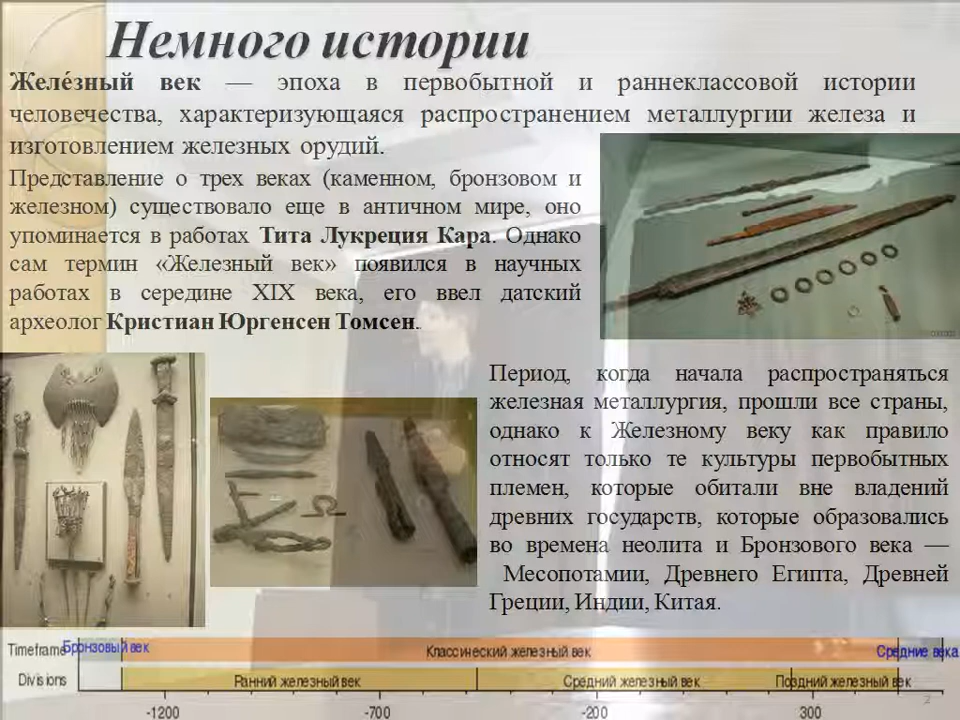 Немного истории
Желе́зный век — эпоха в первобытной и раннеклассовой истории
человечества, характеризующаяся распространением металлургии железа и
изготовлением железных орудий.
Представление о трех веках (каменном, бронзовом и
железном) существовало еще в античном мире, оно
упоминается в работах Тита Лукреция Кара. Однако
сам термин «Железный век» появился в научных
работах в середине XIX века, его ввел датский
археолог Кристиан Юргенсен Томсен.
Период, когда начала распространяться
железная металлургия, прошли все страны,
однако к Железному веку как правило
относят только те культуры первобытных
племен, которые обитали вне владений
древних государств, которые образовались
во времена неолита и Бронзового века —
Месопотамии, Древнего Египта, Древней
Греции, Индии, Китая.
Timeframe Бронзовый век Классический железный век Средние века
Divisions Ранний железный век Средний железный век Поздний железный век
-1200 -700 -200 300
2